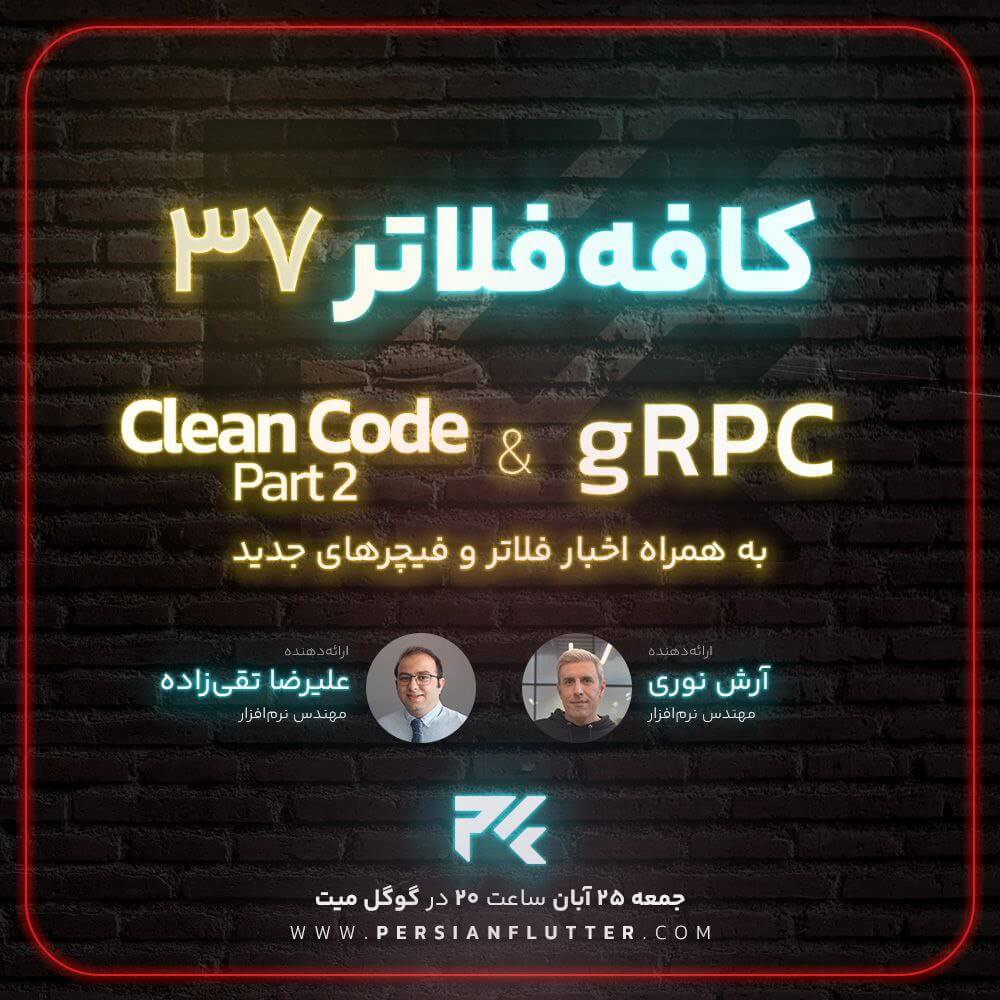 کافه فلاتر ۳۷
gRPC & Clean Code
Part 2
به همراه اخبار فلاتر و فیچرهای جدید
ارائه‌دهنده
آرش نوری
مهندس نرم‌افزار
ارائه‌دهنده
علیرضا تقی‌زاده
مهندس نرم‌افزار
جمعه ۲۵ آبان ساعت ۲۰ در گوگل میت
WWW.PERSIANFLUTTER.COM